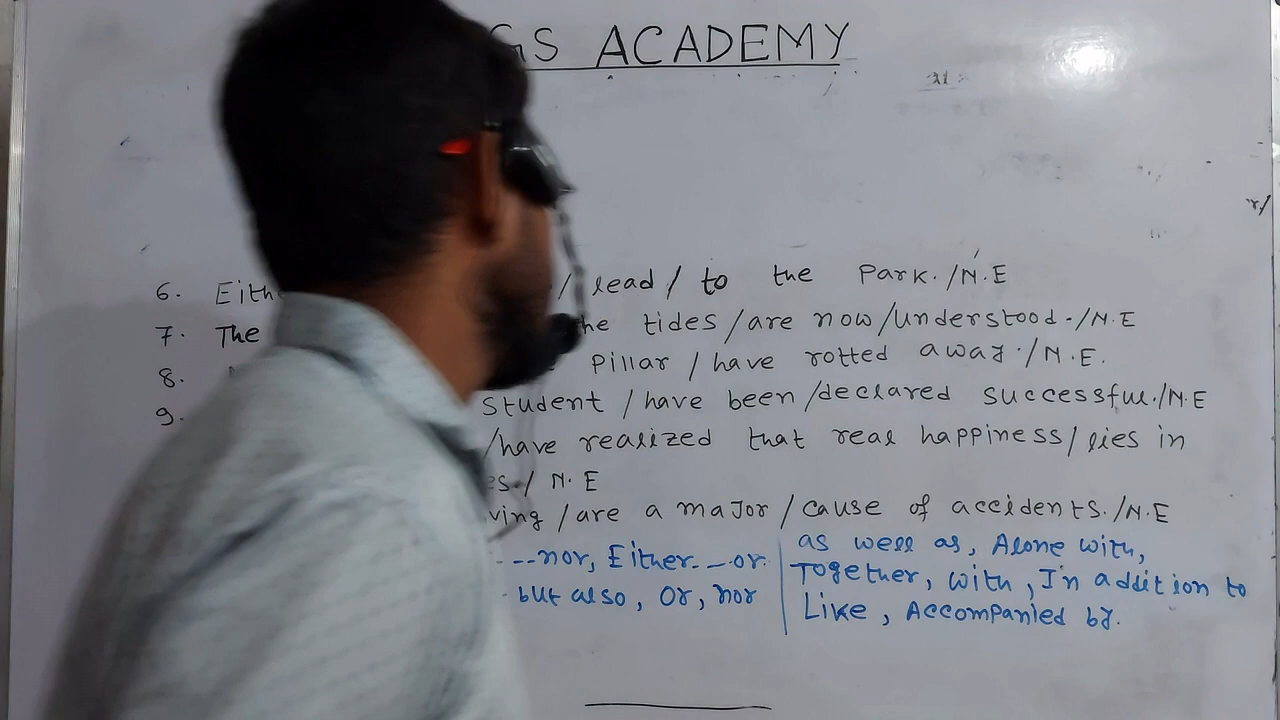 GS ACADEMY
6. Eith / lead / to the Park. / N.E
7. The the tides / are now / understood. / N.E
8. Pillar / have rotted away. / N.E.
9. student / have been / declared successful. / N.E
/ have realized that real happiness / lies in
es. / N.E
ving / are a major / cause of accidents. / N.E
--nor, Either--or.
but also, Or, nor
as well as, Alone with,
Together, with, In addition to
Like, Accompanied by.